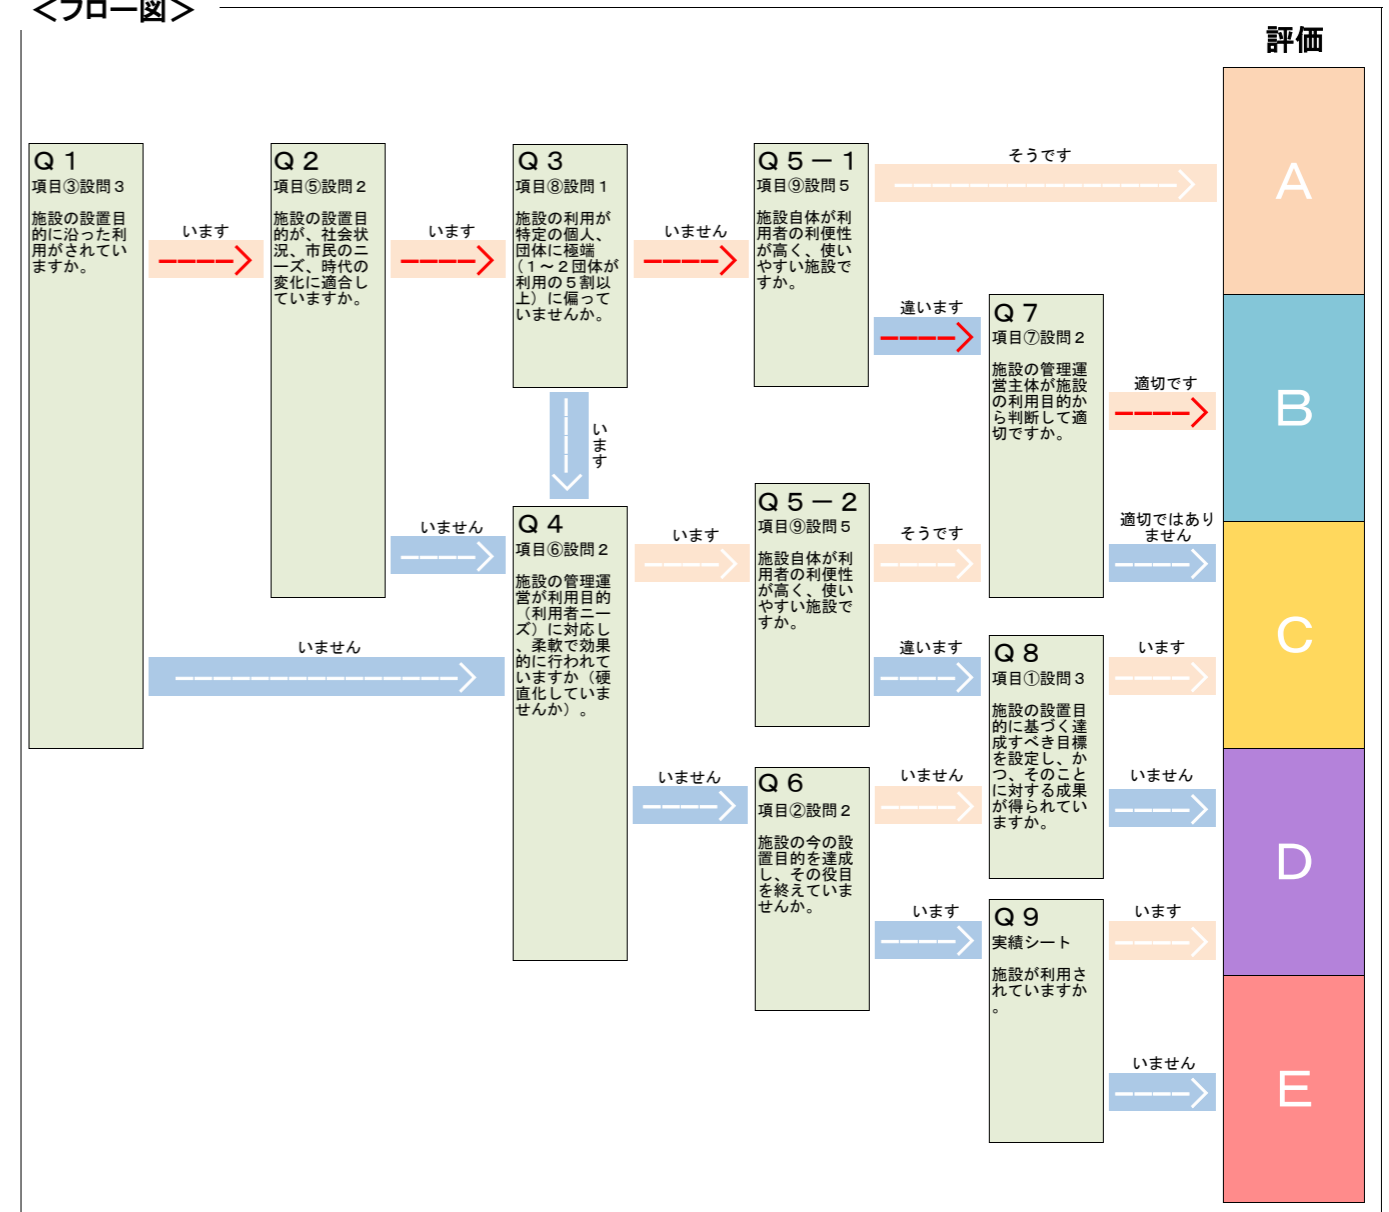 ＜フロー図＞
評価
Ｑ１
項目③設問３
施設の設置目
的に沿った利
用がされてい
ますか。
います
いません
Ｑ２
項目⑤設問２
施設の設置目
的が、社会状
況、市民のニ
ーズ、時代の
変化に適合し
ていますか。
います
いません
Ｑ３
項目⑧設問１
施設の利用が
特定の個人、
団体に極端
（１～２団体が
利用の５割以
上）に偏って
いませんか。
いません
います
Ｑ４
項目⑥設問２
施設の管理運
営が利用目的
（利用者ニー
ズ）に対応し
、柔軟で効果
的に行われて
いますか（硬
直化していま
せんか）。
います
いません
Ｑ５－１
項目⑨設問５
施設自体が利
用者の利便性
が高く、使い
やすい施設で
すか。
そうです
違います
Ｑ５－２
項目⑨設問５
施設自体が利
用者の利便性
が高く、使い
やすい施設で
すか。
そうです
違います
Ｑ６
項目②設問２
施設の今の設
置目的を達成
し、その役目
を終えていま
せんか。
いません
います
Ｑ７
項目⑦設問２
施設の管理運
営主体が施設
の利用目的か
ら判断して適
切ですか。
適切です
適切ではあり
ません
Ｑ８
項目①設問３
施設の設置目
的に基づく達
成すべき目標
を設定し、か
つ、そのこと
に対する成果
が得られてい
ますか。
います
いません
Ｑ９
実績シート
施設が利用さ
れていますか
。
います
いません
Ａ
Ｂ
Ｃ
Ｄ
Ｅ